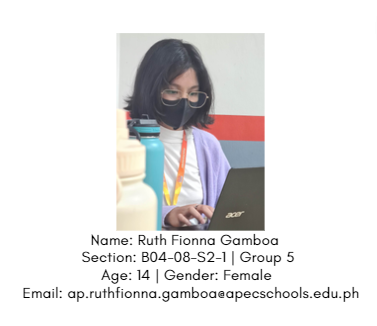 acer
Name: Ruth Fionna Gamboa
Section: B04-08-S2-1 | Group 5
Age: 14 | Gender: Female
Email: ap.ruthfionna.gamboa@apecschools.edu.ph